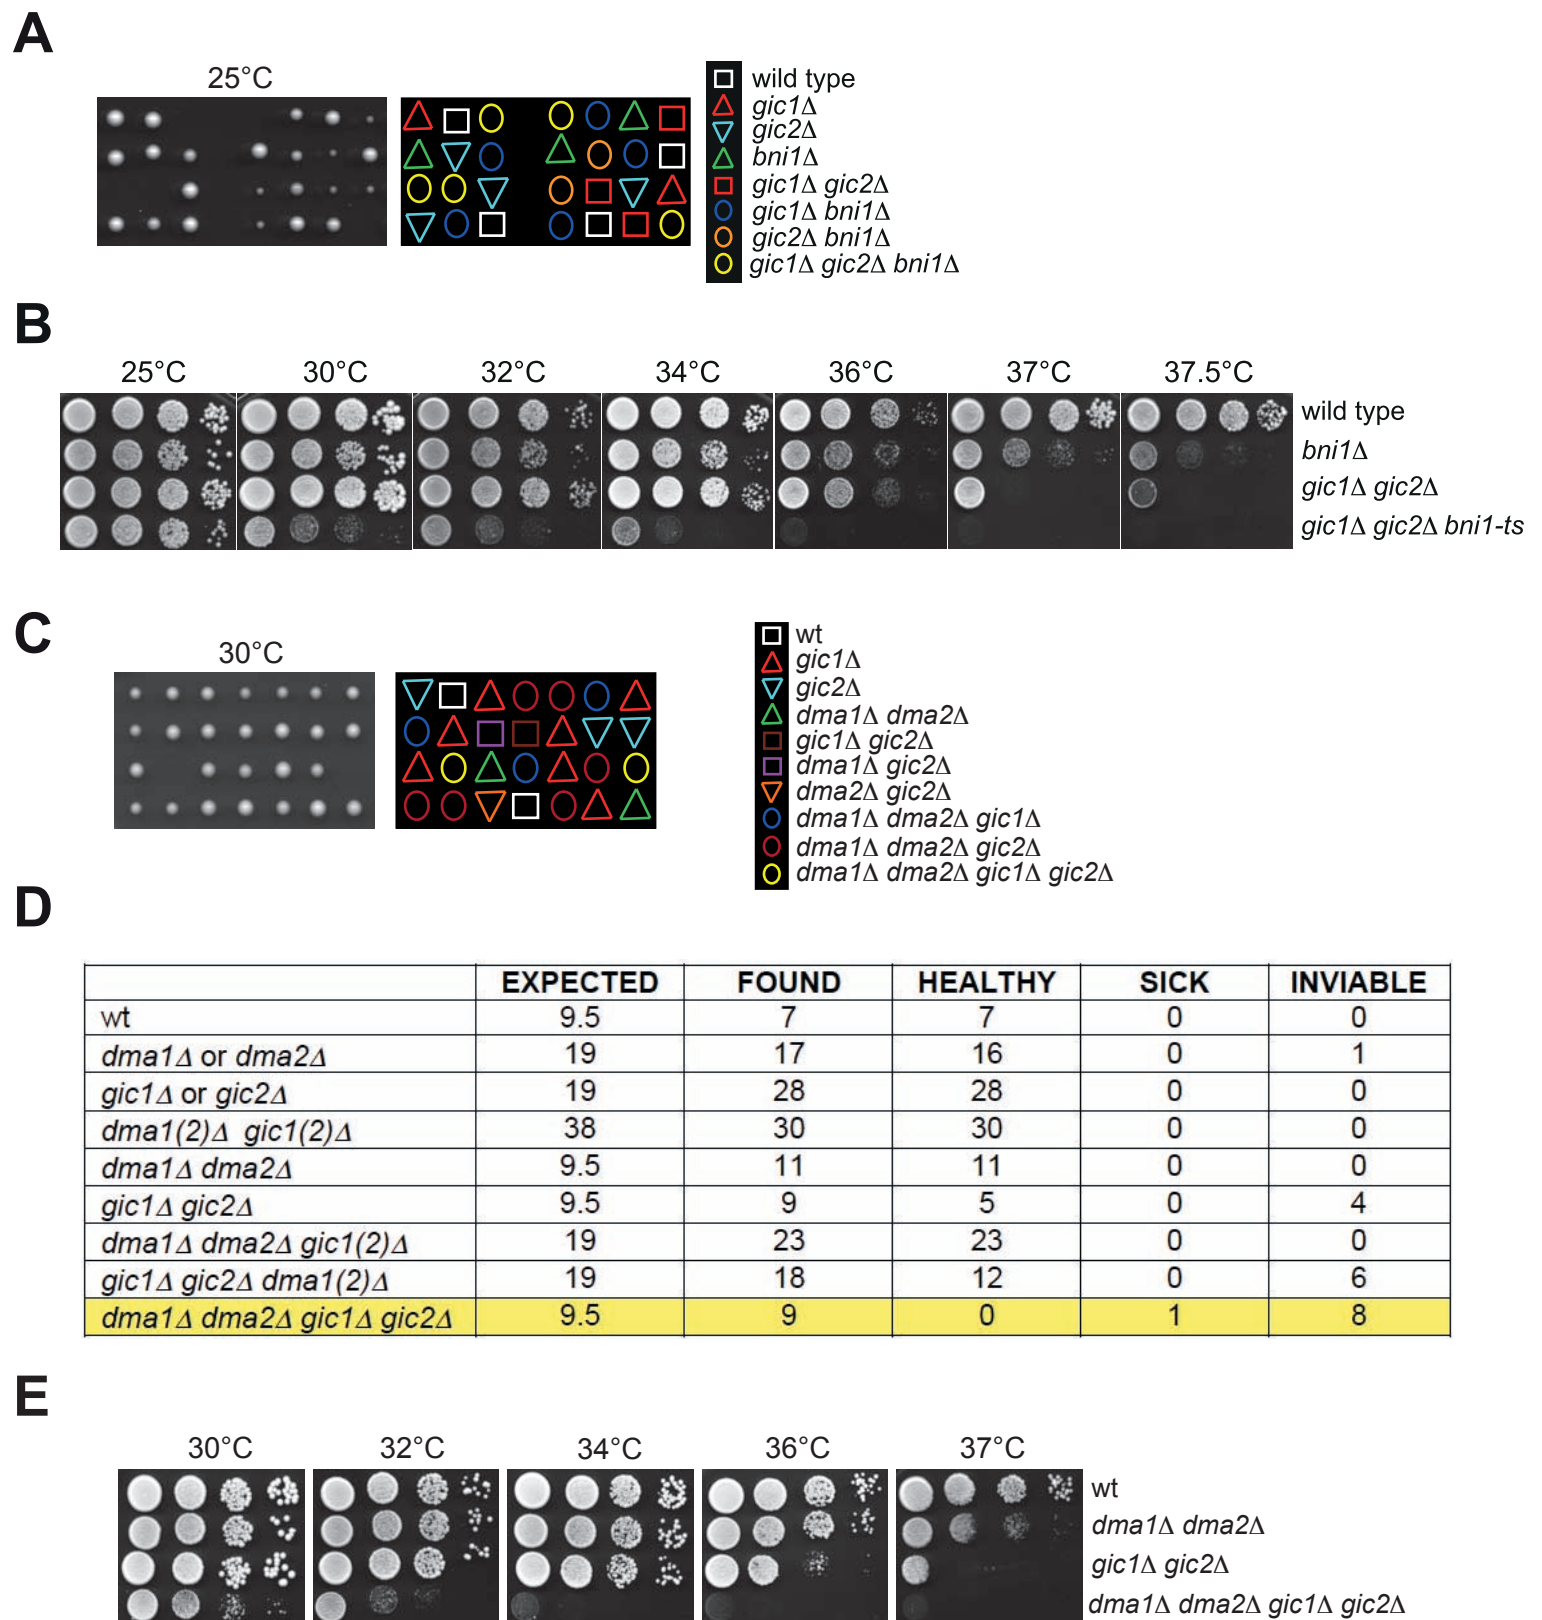 A
25°C
wild type
gic1Δ
gic2Δ
bni1Δ
gic1Δ gic2Δ
gic1Δ bni1Δ
gic2Δ bni1Δ
gic1Δ gic2Δ bni1Δ
B
25°C 30°C 32°C 34°C 36°C 37°C 37.5°C
wild type
bni1Δ
gic1Δ gic2Δ
gic1Δ gic2Δ bni1-ts
C
30°C
wt
gic1Δ
gic2Δ
dma1Δ dma2Δ
gic1Δ gic2Δ
dma1Δ gic2Δ
dma2Δ gic2Δ
dma1Δ dma2Δ gic1Δ
dma1Δ dma2Δ gic2Δ
dma1Δ dma2Δ gic1Δ gic2Δ
D
EXPECTED FOUND HEALTHY SICK INVIABLE
wt 9.5 7 7 0 0
dma1Δ or dma2Δ 19 17 16 0 1
gic1Δ or gic2Δ 19 28 28 0 0
dma1(2)Δ gic1(2)Δ 38 30 30 0 0
dma1Δ dma2Δ 9.5 11 11 0 0
gic1Δ gic2Δ 9.5 9 5 0 4
dma1Δ dma2Δ gic1(2)Δ 19 23 23 0 0
gic1Δ gic2Δ dma1(2)Δ 19 18 12 0 6
dma1Δ dma2Δ gic1Δ gic2Δ 9.5 9 0 1 8
E
30°C 32°C 34°C 36°C 37°C
wt
dma1Δ dma2Δ
gic1Δ gic2Δ
dma1Δ dma2Δ gic1Δ gic2Δ